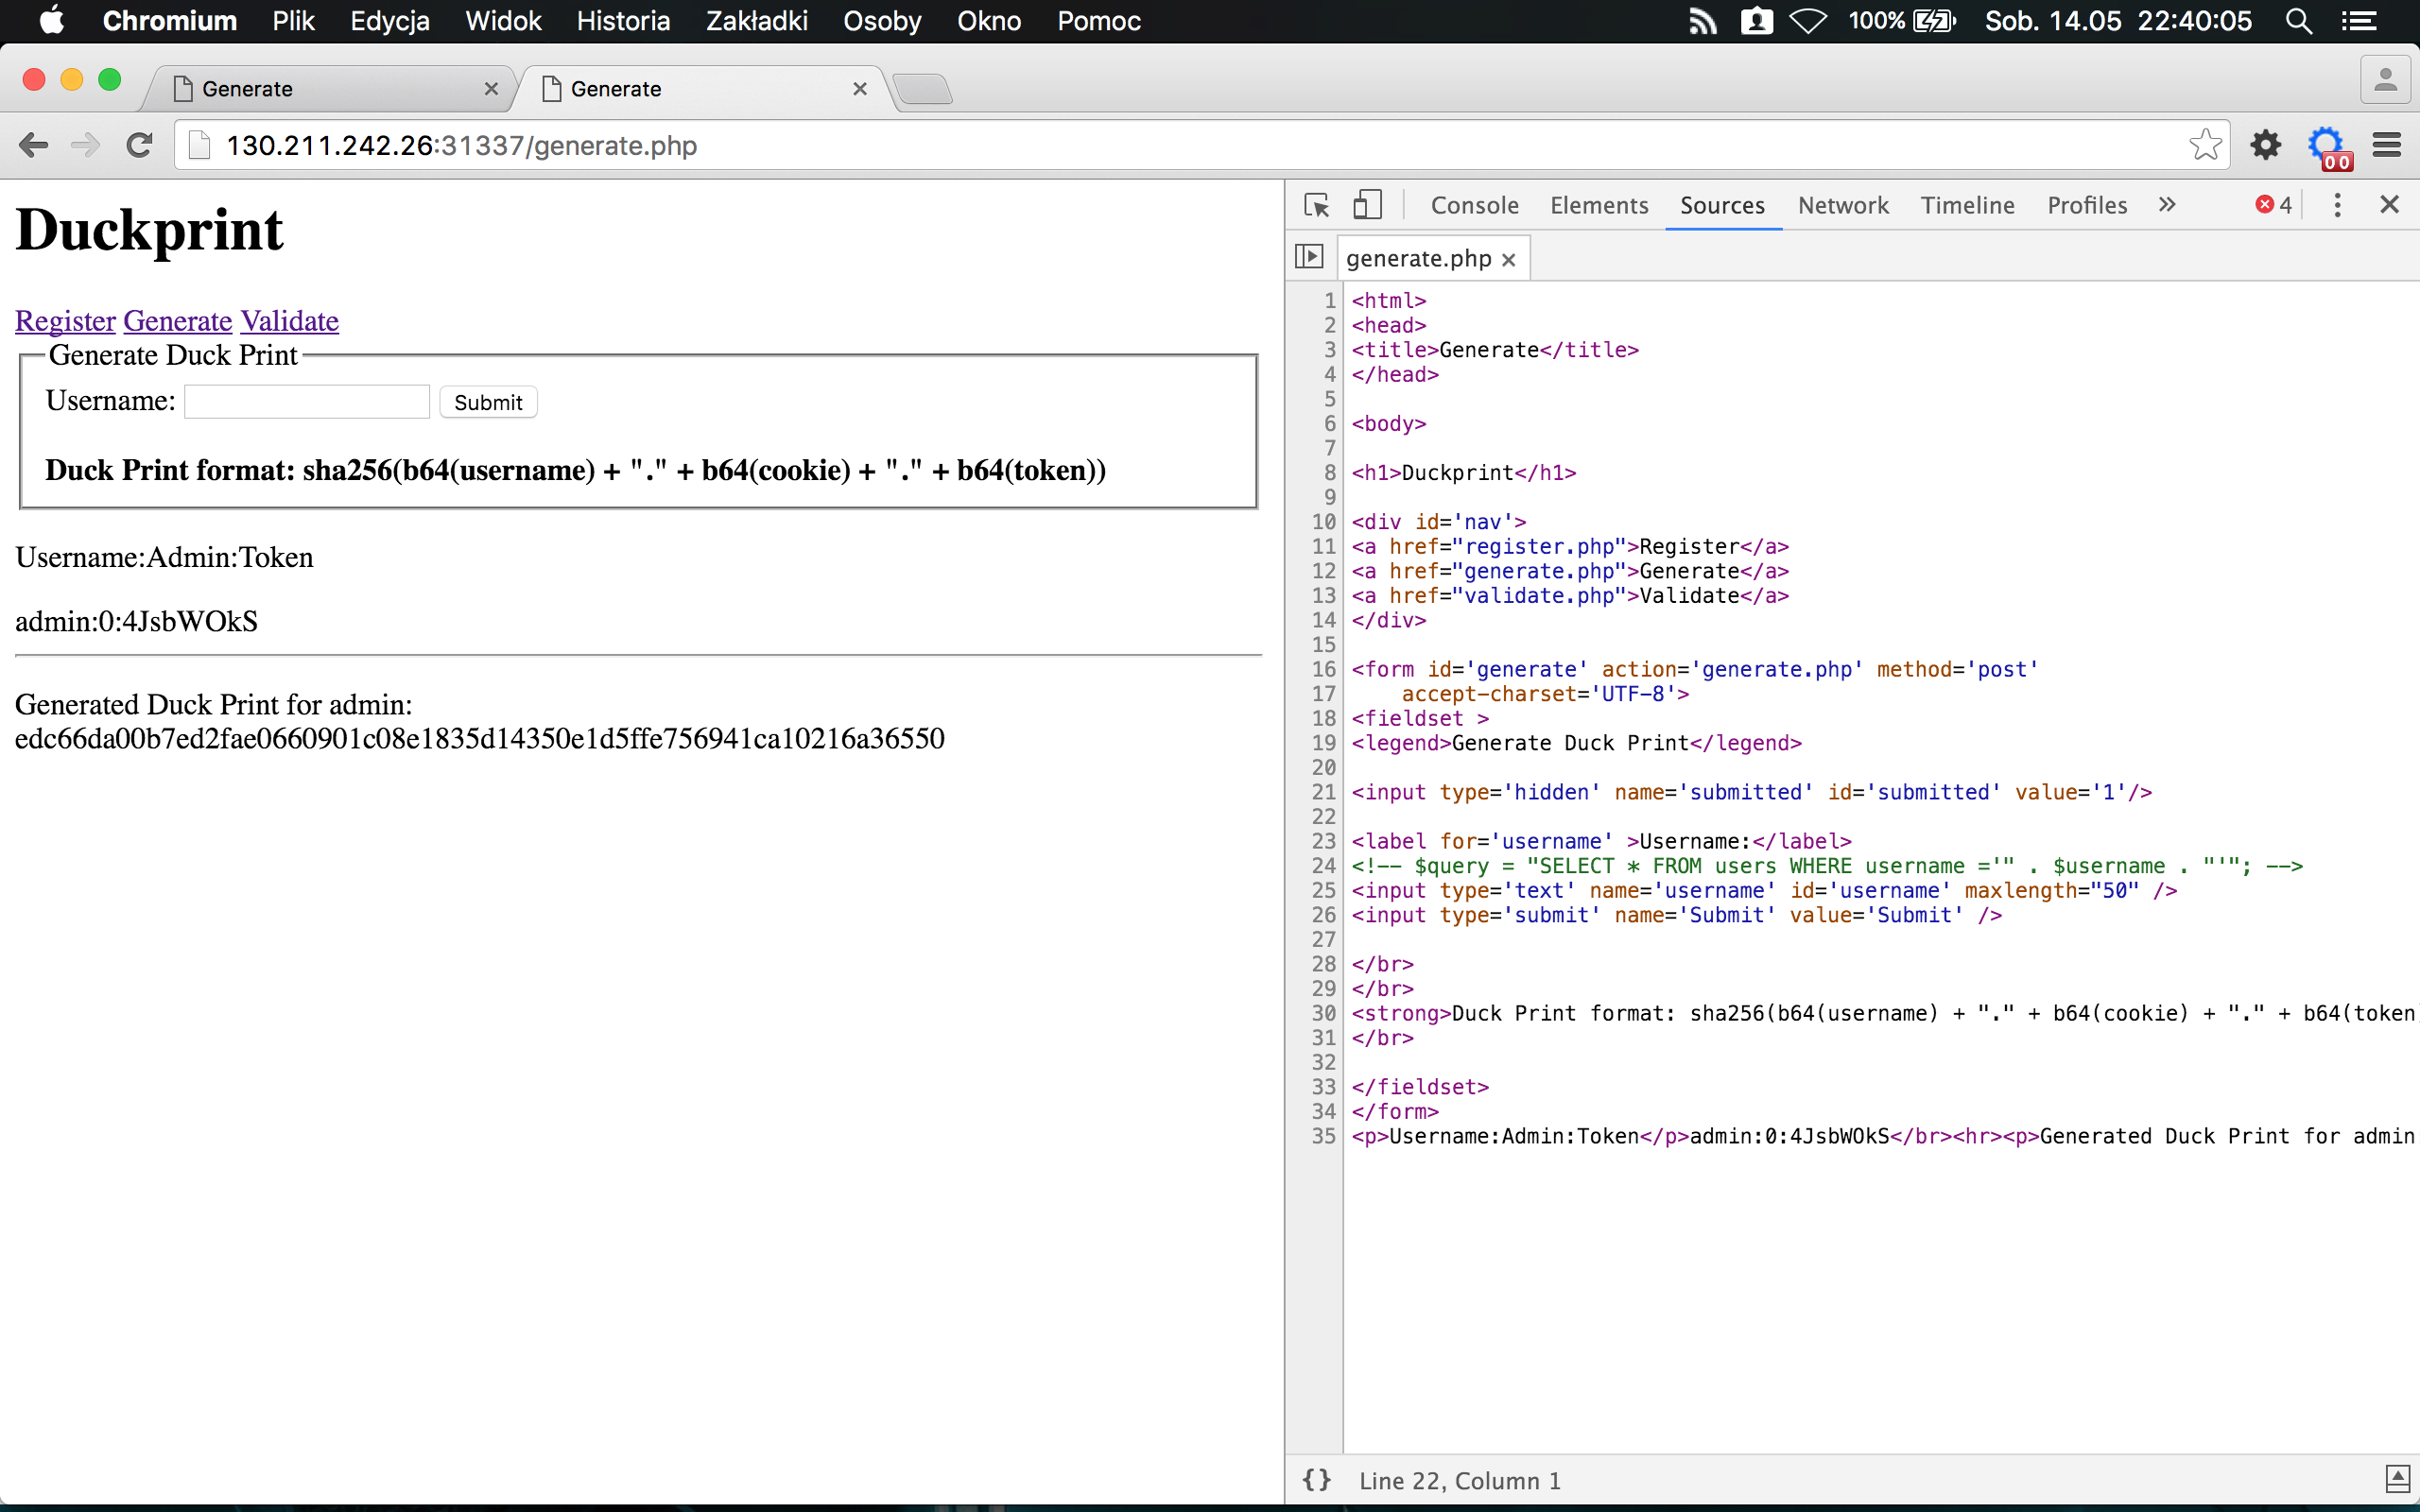 Chromium Plik Edycja Widok Historia Zakładki Osoby Okno Pomoc 100% Sob. 14.05 22:40:05
Generate Generate
130.211.242.26:31337/generate.php
00
Duckprint
Register Generate Validate
Generate Duck Print
Username: Submit
Duck Print format: sha256(b64(username) + "." + b64(cookie) + "." + b64(token))
Username:Admin:Token
admin:0:4JsbWOkS
Generated Duck Print for admin:
edc66da00b7ed2fae0660901c08e1835d14350e1d5ffe756941ca10216a36550
Console Elements Sources Network Timeline Profiles » 4
generate.php
1 <html>
2 <head>
3 <title>Generate</title>
4 </head>
5
6 <body>
7
8 <h1>Duckprint</h1>
9
10 <div id='nav'>
11 <a href="register.php">Register</a>
12 <a href="generate.php">Generate</a>
13 <a href="validate.php">Validate</a>
14 </div>
15
16 <form id='generate' action='generate.php' method='post'
17 accept-charset='UTF-8'>
18 <fieldset >
19 <legend>Generate Duck Print</legend>
20
21 <input type='hidden' name='submitted' id='submitted' value='1'/>
22
23 <label for='username' >Username:</label>
24 <!-- $query = "SELECT * FROM users WHERE username ='" . $username . "'"; -->
25 <input type='text' name='username' id='username' maxlength="50" />
26 <input type='submit' name='Submit' value='Submit' />
27
28 </br>
29 </br>
30 <strong>Duck Print format: sha256(b64(username) + "." + b64(cookie) + "." + b64(token
31 </br>
32
33 </fieldset>
34 </form>
35 <p>Username:Admin:Token</p>admin:0:4JsbWOkS</br><hr><p>Generated Duck Print for admin
{} Line 22, Column 1